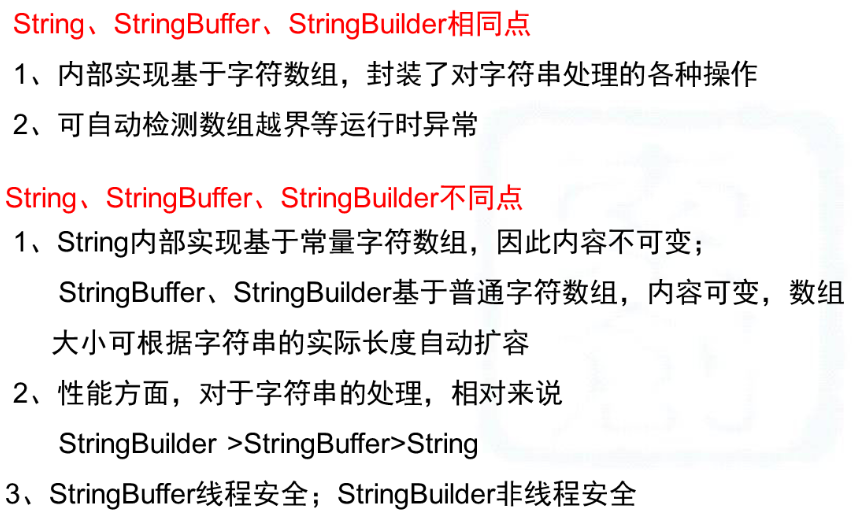 String、StringBuffer、StringBuilder相同点
1、内部实现基于字符数组，封装了对字符串处理的各种操作
2、可自动检测数组越界等运行时异常
String、StringBuffer、StringBuilder不同点
1、String内部实现基于常量字符数组，因此内容不可变；
StringBuffer、StringBuilder基于普通字符数组，内容可变，数组
大小可根据字符串的实际长度自动扩容
2、性能方面，对于字符串的处理，相对来说
StringBuilder >StringBuffer>String
3、StringBuffer线程安全；StringBuilder非线程安全